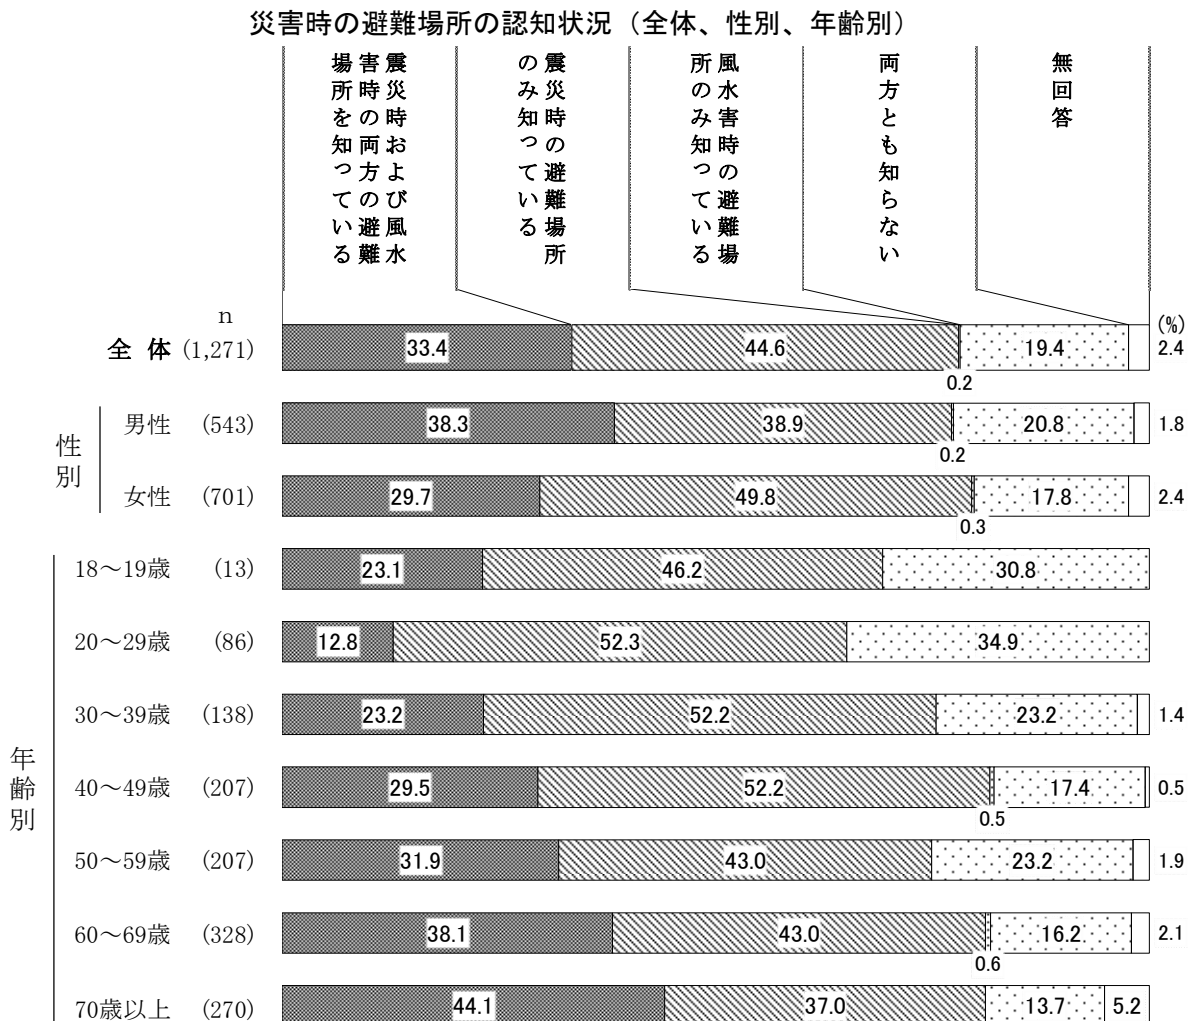 災害時の避難場所の認知状況（全体、性別、年齢別）
震災時および風水
害時の両方の避難
場所を知っている
震災時の避難場所
のみ知っている
風水害時の避難場
所のみ知っている
両方とも知らない
無回答
n
(%)
全 体 (1,271) 33.4 44.6 19.4 2.4
0.2
性別
男性 (543) 38.3 38.9 20.8 1.8
0.2
女性 (701) 29.7 49.8 17.8 2.4
0.3
年齢別
18～19歳 (13) 23.1 46.2 30.8
20～29歳 (86) 12.8 52.3 34.9
30～39歳 (138) 23.2 52.2 23.2 1.4
40～49歳 (207) 29.5 52.2 17.4 0.5
0.5
50～59歳 (207) 31.9 43.0 23.2 1.9
60～69歳 (328) 38.1 43.0 16.2 2.1
0.6
70歳以上 (270) 44.1 37.0 13.7 5.2